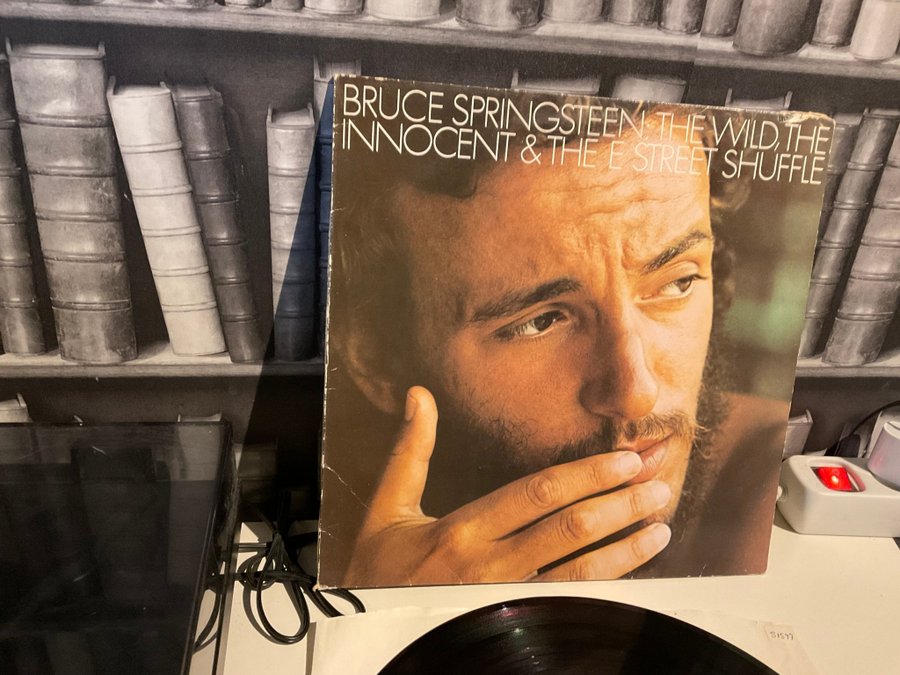 BRUCE SPRINGSTEEN, THE WILD, THE
INNOCENT & THE E STREET SHUFFLE